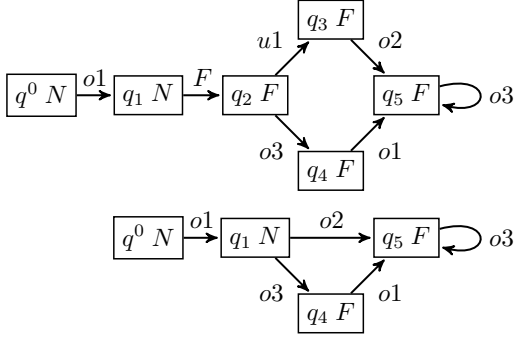 q3 F
u1 o2
q0 N o1 q1 N F q2 F q5 F o3
o3 o1
q4 F
q0 N o1 q1 N o2 q5 F o3
o3 o1
q4 F